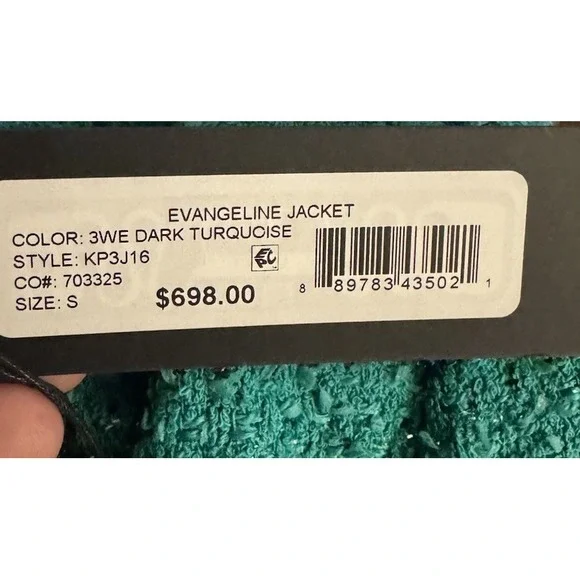 EVANGELINE JACKET
COLOR: 3WE DARK TURQUOISE
STYLE: KP3J16
CO#: 703325
SIZE: S
$698.00
8 89783 43502 1